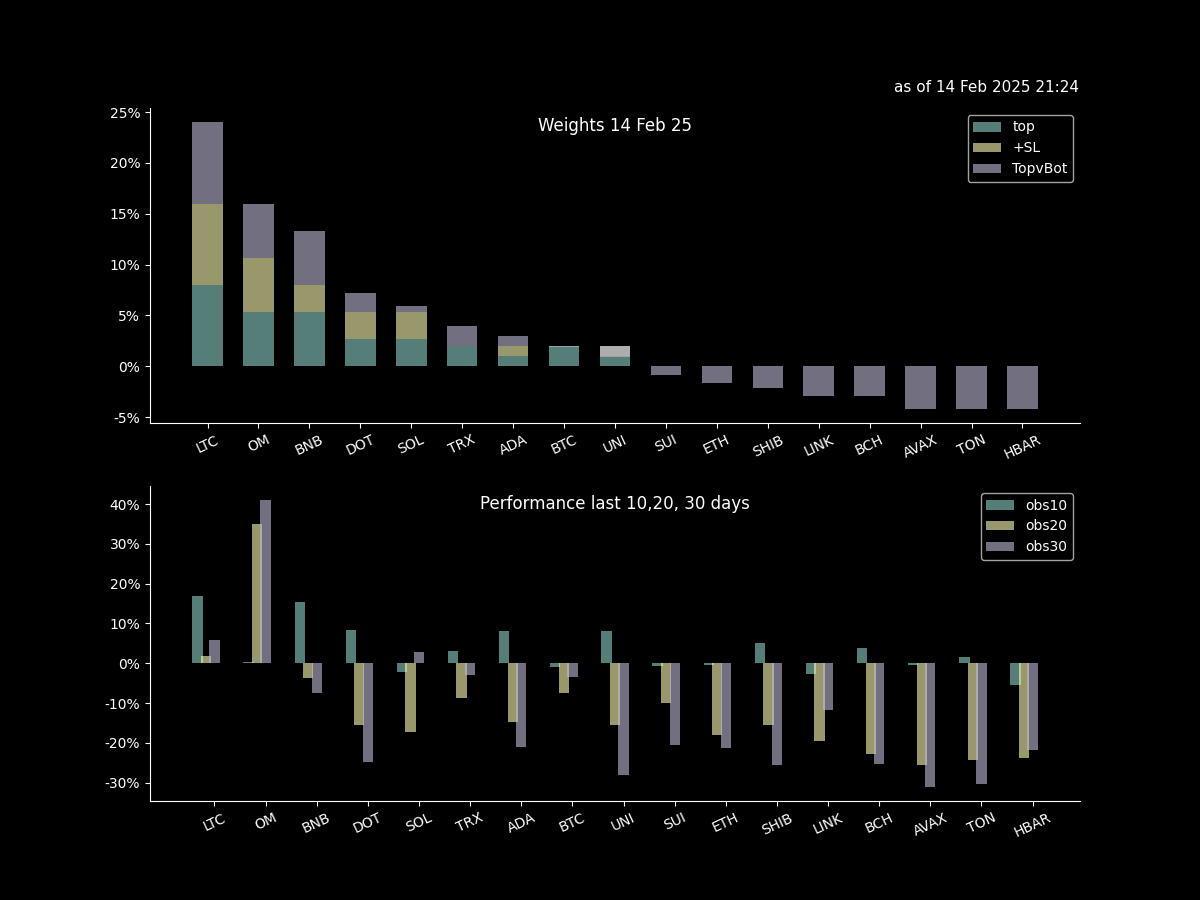 as of 14 Feb 2025 21:24
Weights 14 Feb 25
top
+SL
TopvBot
25%
20%
15%
10%
5%
0%
-5%
LTC OM BNB DOT SOL TRX ADA BTC UNI SUI ETH SHIB LINK BCH AVAX TON HBAR
Performance last 10,20, 30 days
obs10
obs20
obs30
40%
30%
20%
10%
0%
-10%
-20%
-30%
LTC OM BNB DOT SOL TRX ADA BTC UNI SUI ETH SHIB LINK BCH AVAX TON HBAR